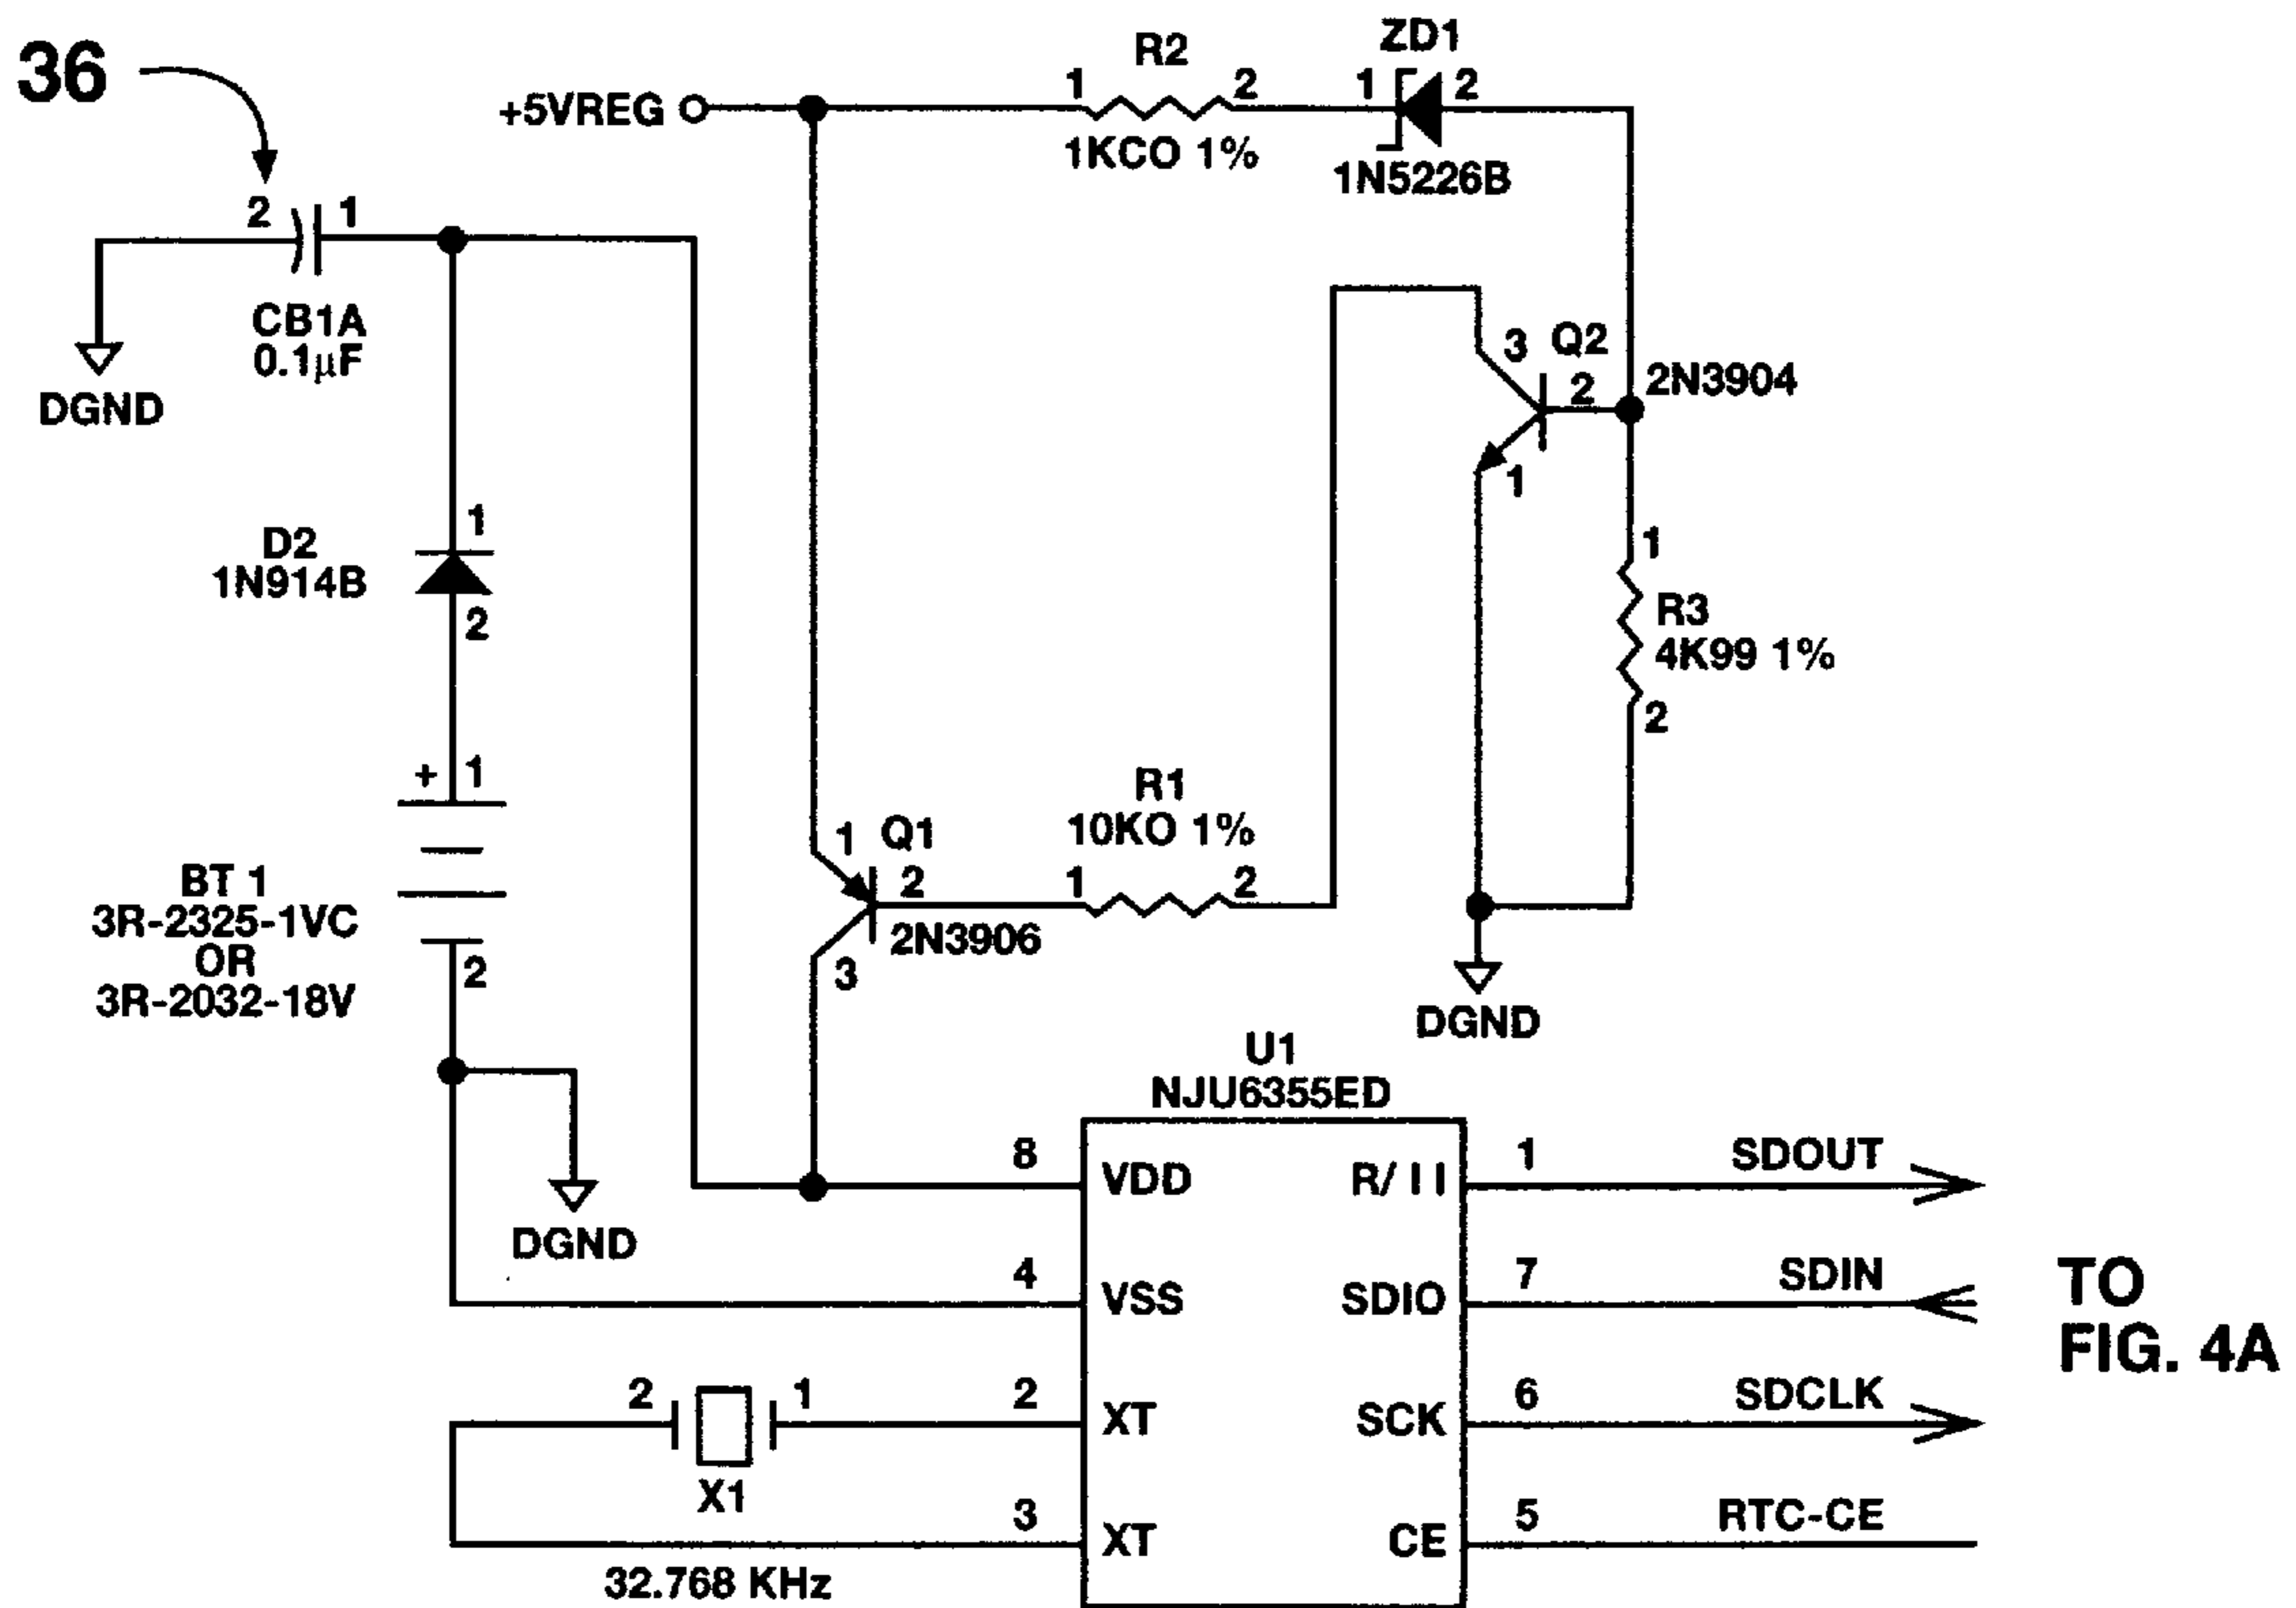 36
+5VREG
R2
1
2
1KCO 1%
ZD1
1
2
1N5226B
2
1
CB1A
0.1μF
DGND
3
Q2
2
2N3904
1
D2
1N914B
1
2
1
R3
4K99 1%
2
+
1
BT 1
3R-2325-1VC
OR
3R-2032-18V
2
1
Q1
2
2N3906
3
R1
10KO 1%
1
2
DGND
DGND
U1
NJU6355ED
8
VDD
R/ I I
1
SDOUT
4
VSS
SDIO
7
SDIN
2
1
X1
2
XT
SCK
6
SDCLK
3
XT
CE
5
RTC-CE
32.768 KHz
TO
FIG. 4A